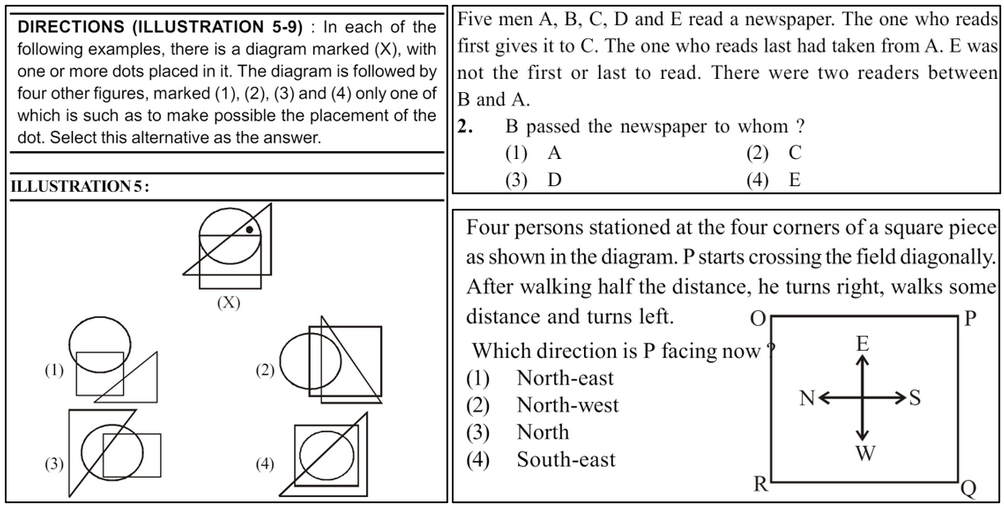 DIRECTIONS (ILLUSTRATION 5-9) : In each of the
following examples, there is a diagram marked (X), with
one or more dots placed in it. The diagram is followed by
four other figures, marked (1), (2), (3) and (4) only one of
which is such as to make possible the placement of the
dot. Select this alternative as the answer.
ILLUSTRATION 5 :
(X)
(1)
(2)
(3)
(4)
Five men A, B, C, D and E read a newspaper. The one who reads
first gives it to C. The one who reads last had taken from A. E was
not the first or last to read. There were two readers between
B and A.
2. B passed the newspaper to whom ?
(1) A (2) C
(3) D (4) E
Four persons stationed at the four corners of a square piece
as shown in the diagram. P starts crossing the field diagonally.
After walking half the distance, he turns right, walks some
distance and turns left.
Which direction is P facing now ?
(1) North-east
(2) North-west
(3) North
(4) South-east
O P
E
N S
W
R Q